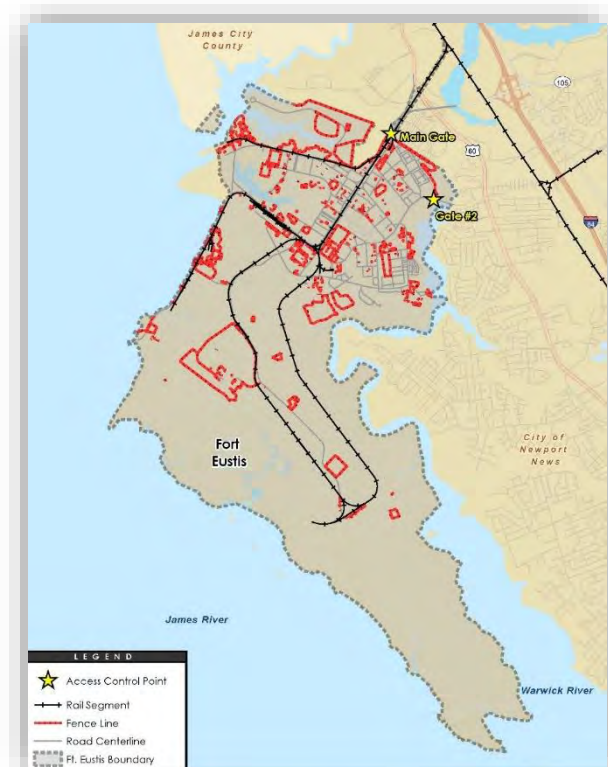 James City
County
105
Main Gate
60
Gate #2
64
Fort
Eustis
City of
Newport
News
James River
Warwick River
LEGEND
Access Control Point
Rail Segment
Fence Line
Road Centerline
Ft. Eustis Boundary